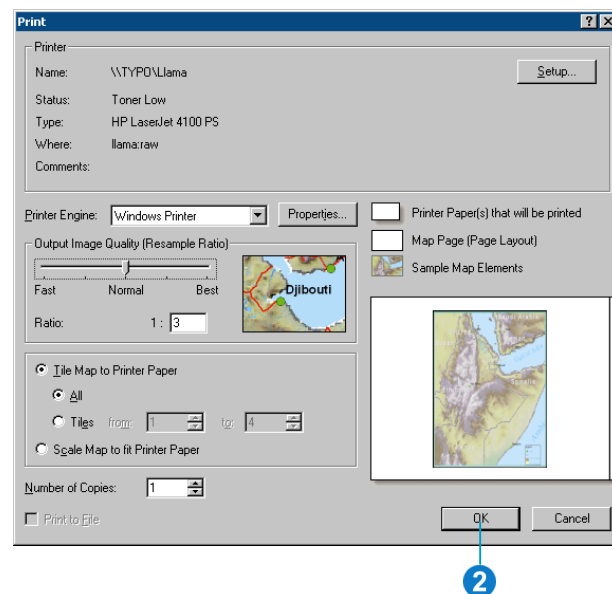 Print
Printer
Name: \\TYPO\Llama
Setup...
Status: Toner Low
Type: HP LaserJet 4100 PS
Where: llama:raw
Comments:
Printer Engine: Windows Printer Properties...
Printer Paper(s) that will be printed
Map Page (Page Layout)
Sample Map Elements
Output Image Quality (Resample Ratio)
Fast Normal Best
Ratio: 1 : 3
Djibouti
Tile Map to Printer Paper
All
Tiles from: 1 to: 4
Scale Map to fit Printer Paper
Somalia
Number of Copies: 1
Print to File
OK Cancel
2